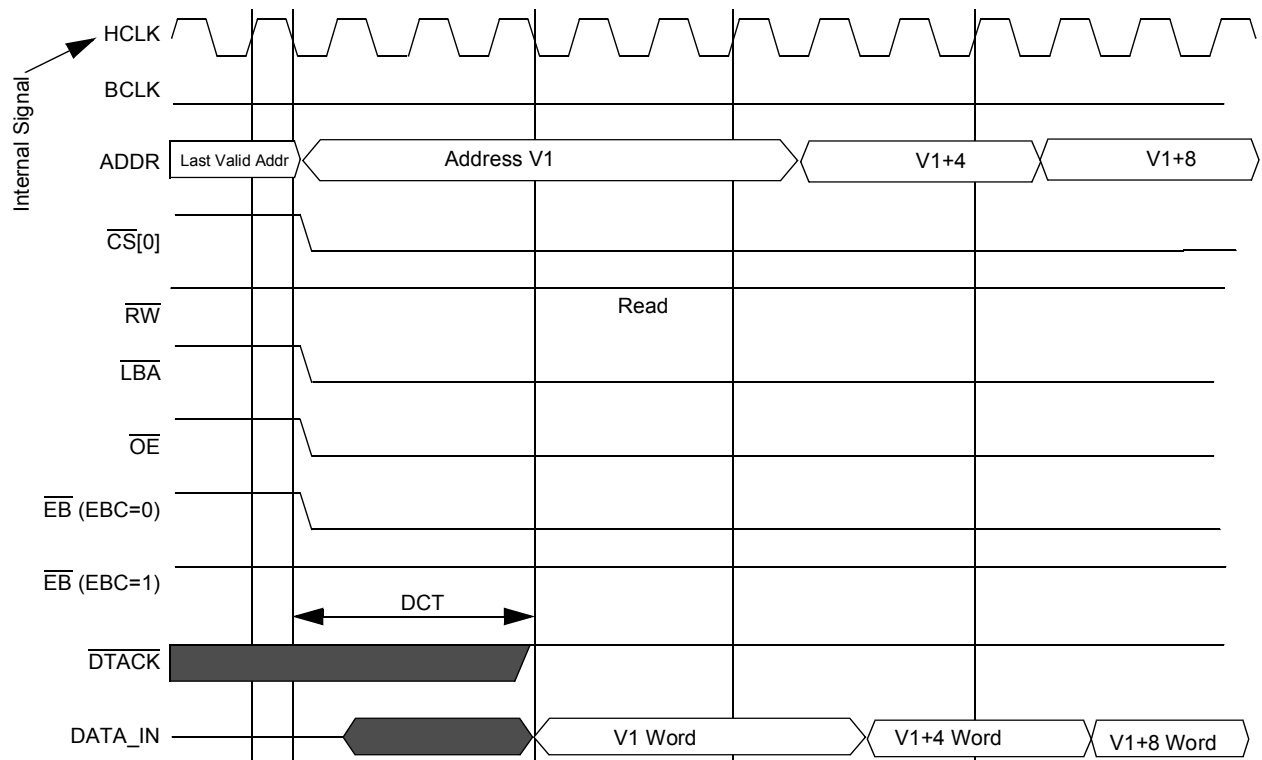 Internal Signal
HCLK
BCLK
ADDR Last Valid Addr Address V1 V1+4 V1+8
CS[0]
RW Read
LBA
OE
EB (EBC=0)
EB (EBC=1)
DCT
DTACK
DATA_IN V1 Word V1+4 Word V1+8 Word